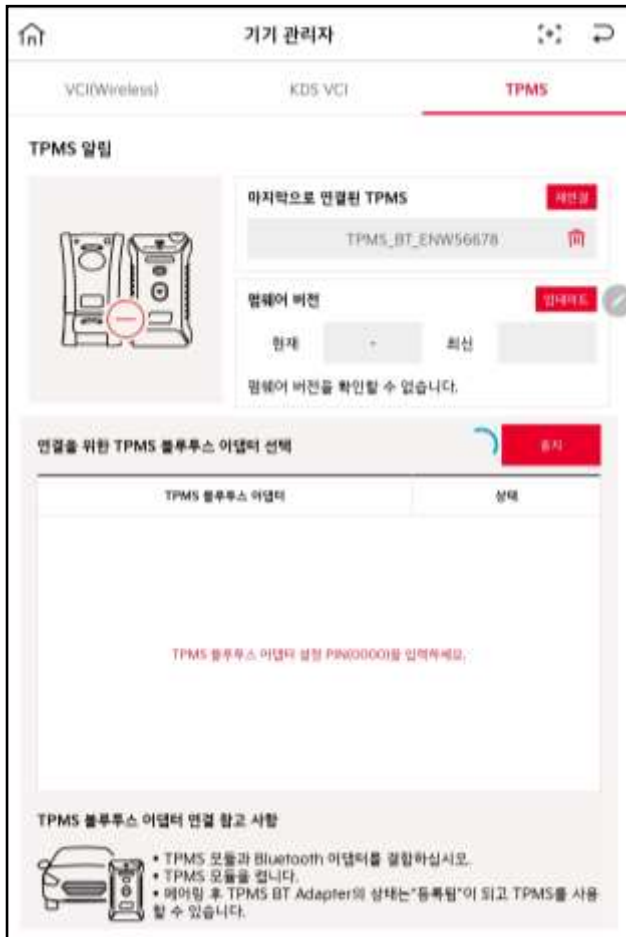 기기 관리자
VCI(Wireless) KDS VCI TPMS
TPMS 알림
마지막으로 연결된 TPMS 재연결
TPMS_BT_ENW56678
펌웨어 버전 업데이트
현재 - 최신
펌웨어 버전을 확인할 수 없습니다.
연결을 위한 TPMS 블루투스 어댑터 선택 중지
TPMS 블루투스 어댑터 상태
TPMS 블루투스 어댑터 설정 PIN(0000)을 입력하세요.
TPMS 블루투스 어댑터 연결 참고 사항
• TPMS 모듈과 Bluetooth 어댑터를 결합하십시오.
• TPMS 모듈을 켭니다.
• 페어링 후 TPMS BT Adapter의 상태는"등록됨"이 되고 TPMS를 사용
할 수 있습니다.